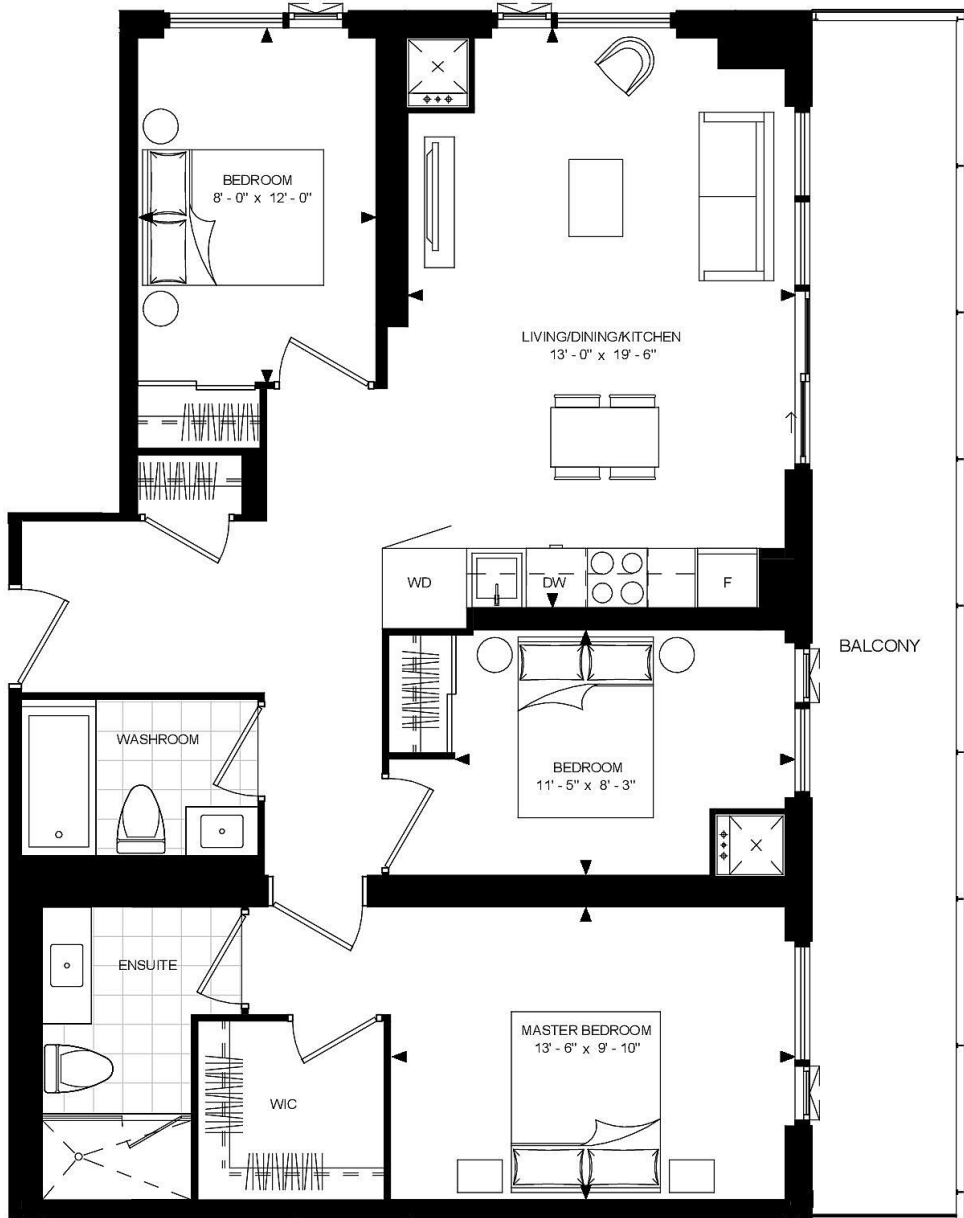 BEDROOM
8' - 0" x 12' - 0"
LIVING/DINING/KITCHEN
13' - 0" x 19' - 6"
WD
DW
F
BALCONY
WASHROOM
BEDROOM
11' - 5" x 8' - 3"
ENSUITE
MASTER BEDROOM
13' - 6" x 9' - 10"
WIC